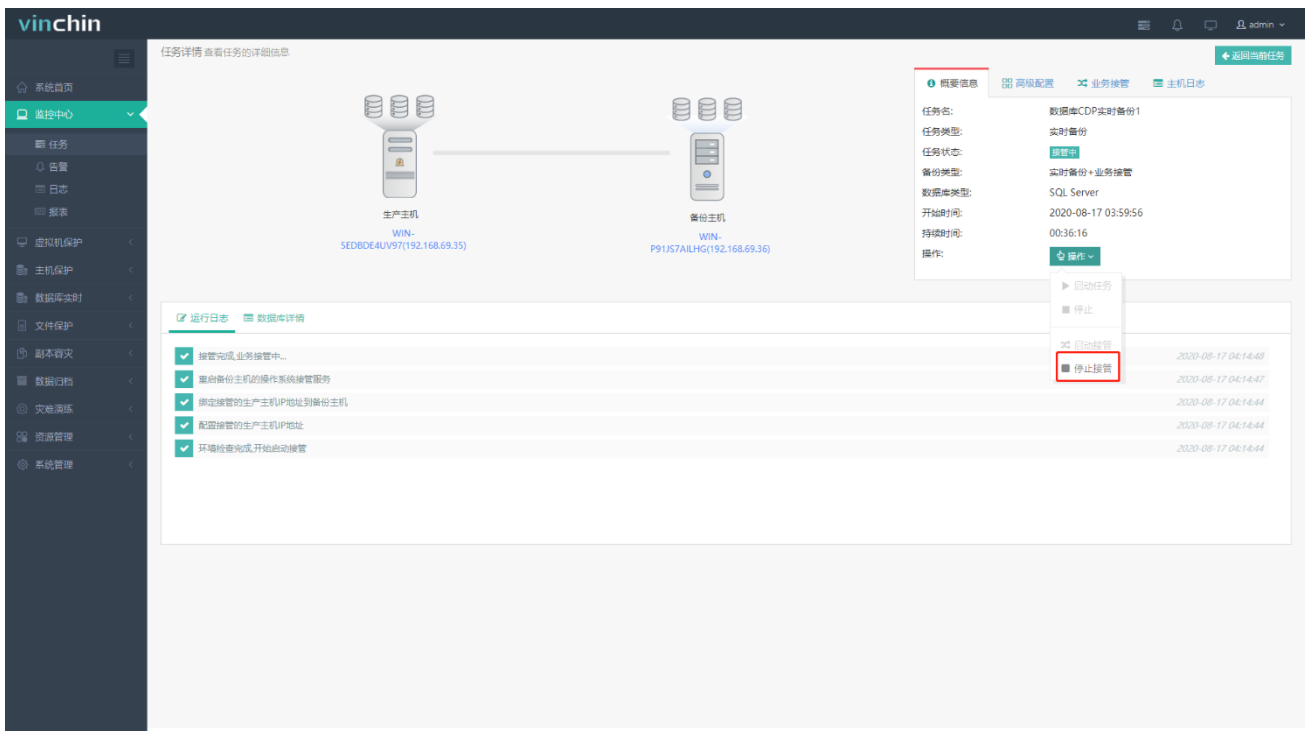 vinchin
admin
任务详情 查看任务的详细信息
返回当前任务
系统首页
监控中心
任务
告警
日志
报表
虚拟机保护
主机保护
数据库实时
文件保护
副本容灾
数据归档
灾难演练
资源管理
系统管理
生产主机
WIN-
SEDBDE4UV97(192.168.69.35)
备份主机
WIN-
P91JS7AILHG(192.168.69.36)
概要信息 高级配置 业务接管 主机日志
任务名: 数据库CDP实时备份1
任务类型: 实时备份
任务状态: 接管中
备份类型: 实时备份+业务接管
数据库类型: SQL Server
开始时间: 2020-08-17 03:59:56
持续时间: 00:36:16
操作: 操作
启动任务
停止
启动接管
停止接管
运行日志 数据库详情
接管完成,业务接管中... 2020-08-17 04:14:48
重启备份主机的操作系统接管服务 2020-08-17 04:14:47
绑定接管的生产主机IP地址到备份主机 2020-08-17 04:14:44
配置接管的生产主机IP地址 2020-08-17 04:14:44
环境检查完成,开始启动接管 2020-08-17 04:14:44